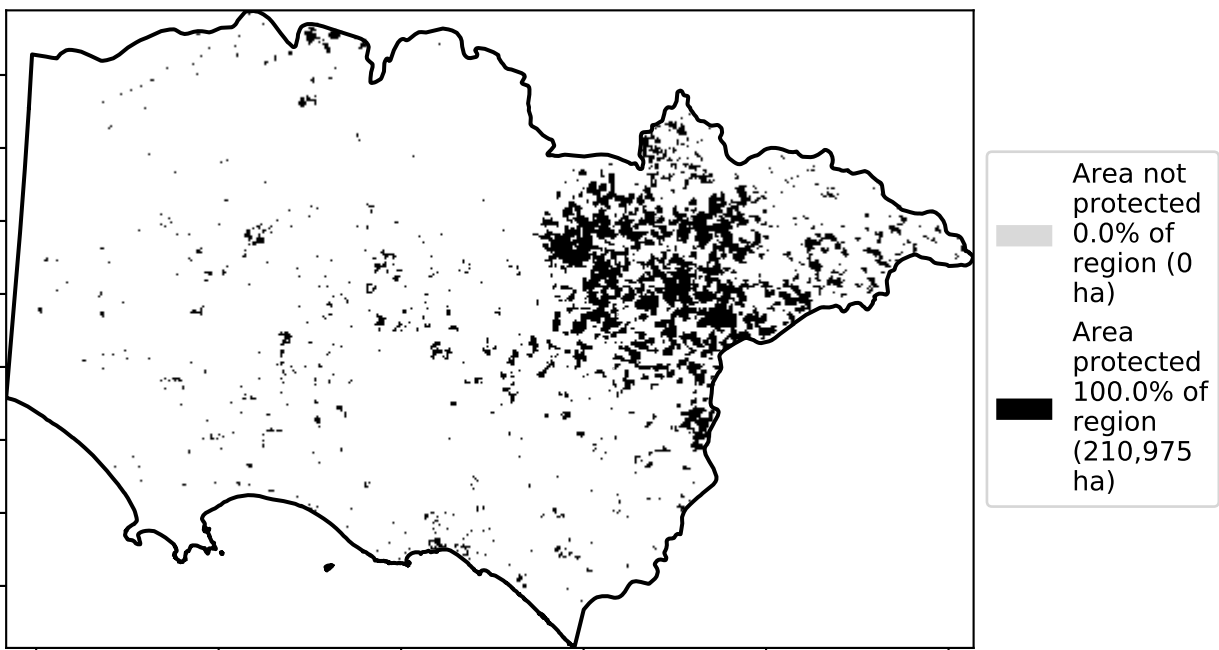 Area not
protected
0.0% of
region (0
ha)
Area
protected
100.0% of
region
(210,975
ha)